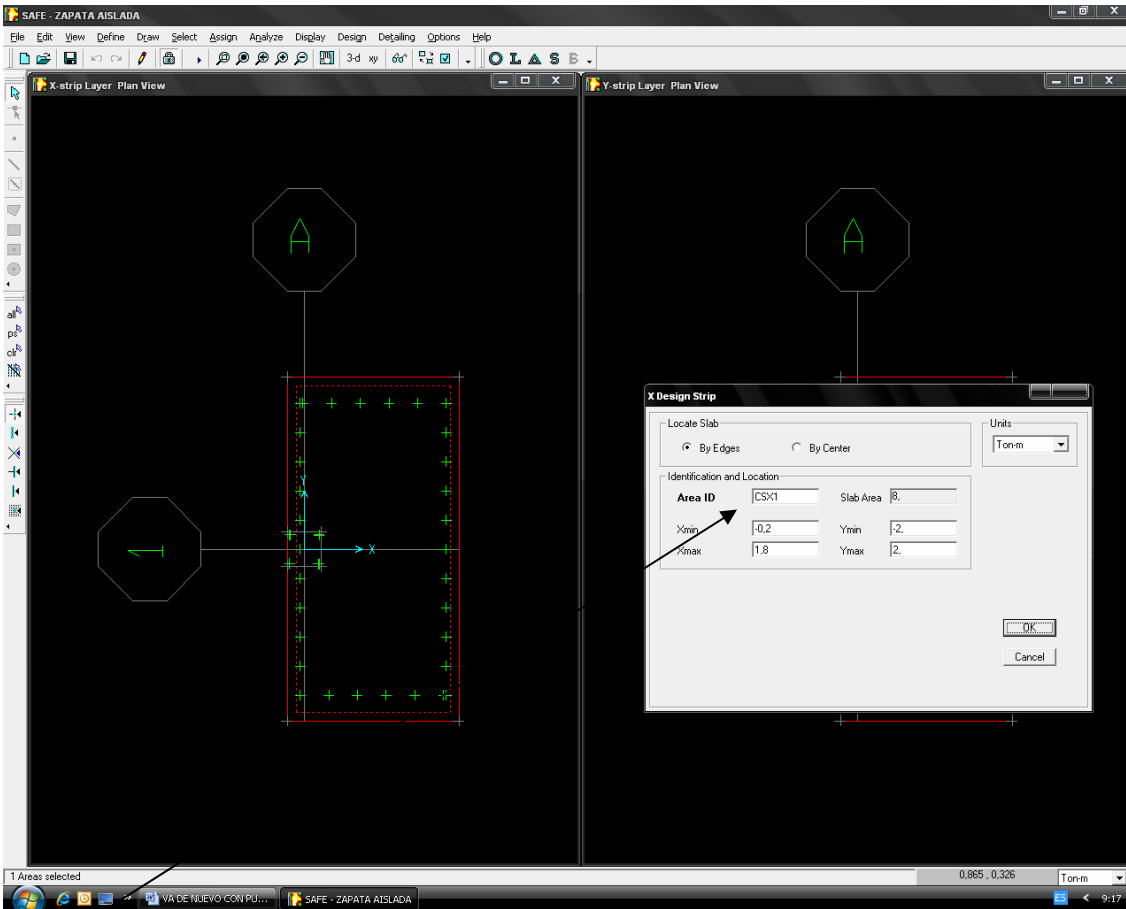 SAFE - ZAPATA AISLADA
File Edit View Define Draw Select Assign Analyze Display Design Detailing Options Help
3-d xy O L A S B
X-strip Layer Plan View
Y-strip Layer Plan View
all
ps
clr
A
1
X
Y
A
X Design Strip
Locate Slab
By Edges By Center
Units
Ton-m
Identification and Location
Area ID CSX1 Slab Area 8,
Xmin -0,2 Ymin -2,
Xmax 1,8 Ymax 2,
OK
Cancel
1 Areas selected
0,865 , 0,326 Ton-m
VA DE NUEVO CON PU...
SAFE - ZAPATA AISLADA
ES 9:17